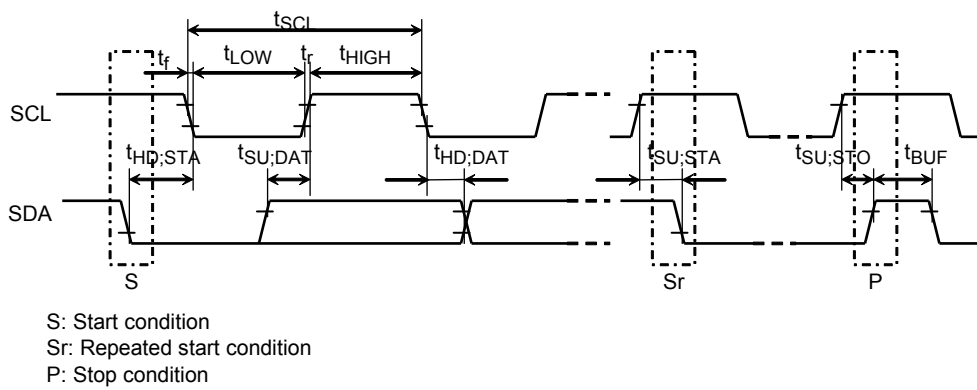 tSCL
tf tLOW tr tHIGH
SCL
tHD;STA tSU;DAT tHD;DAT tSU;STA tSU;STO tBUF
SDA
S Sr P
S: Start condition
Sr: Repeated start condition
P: Stop condition